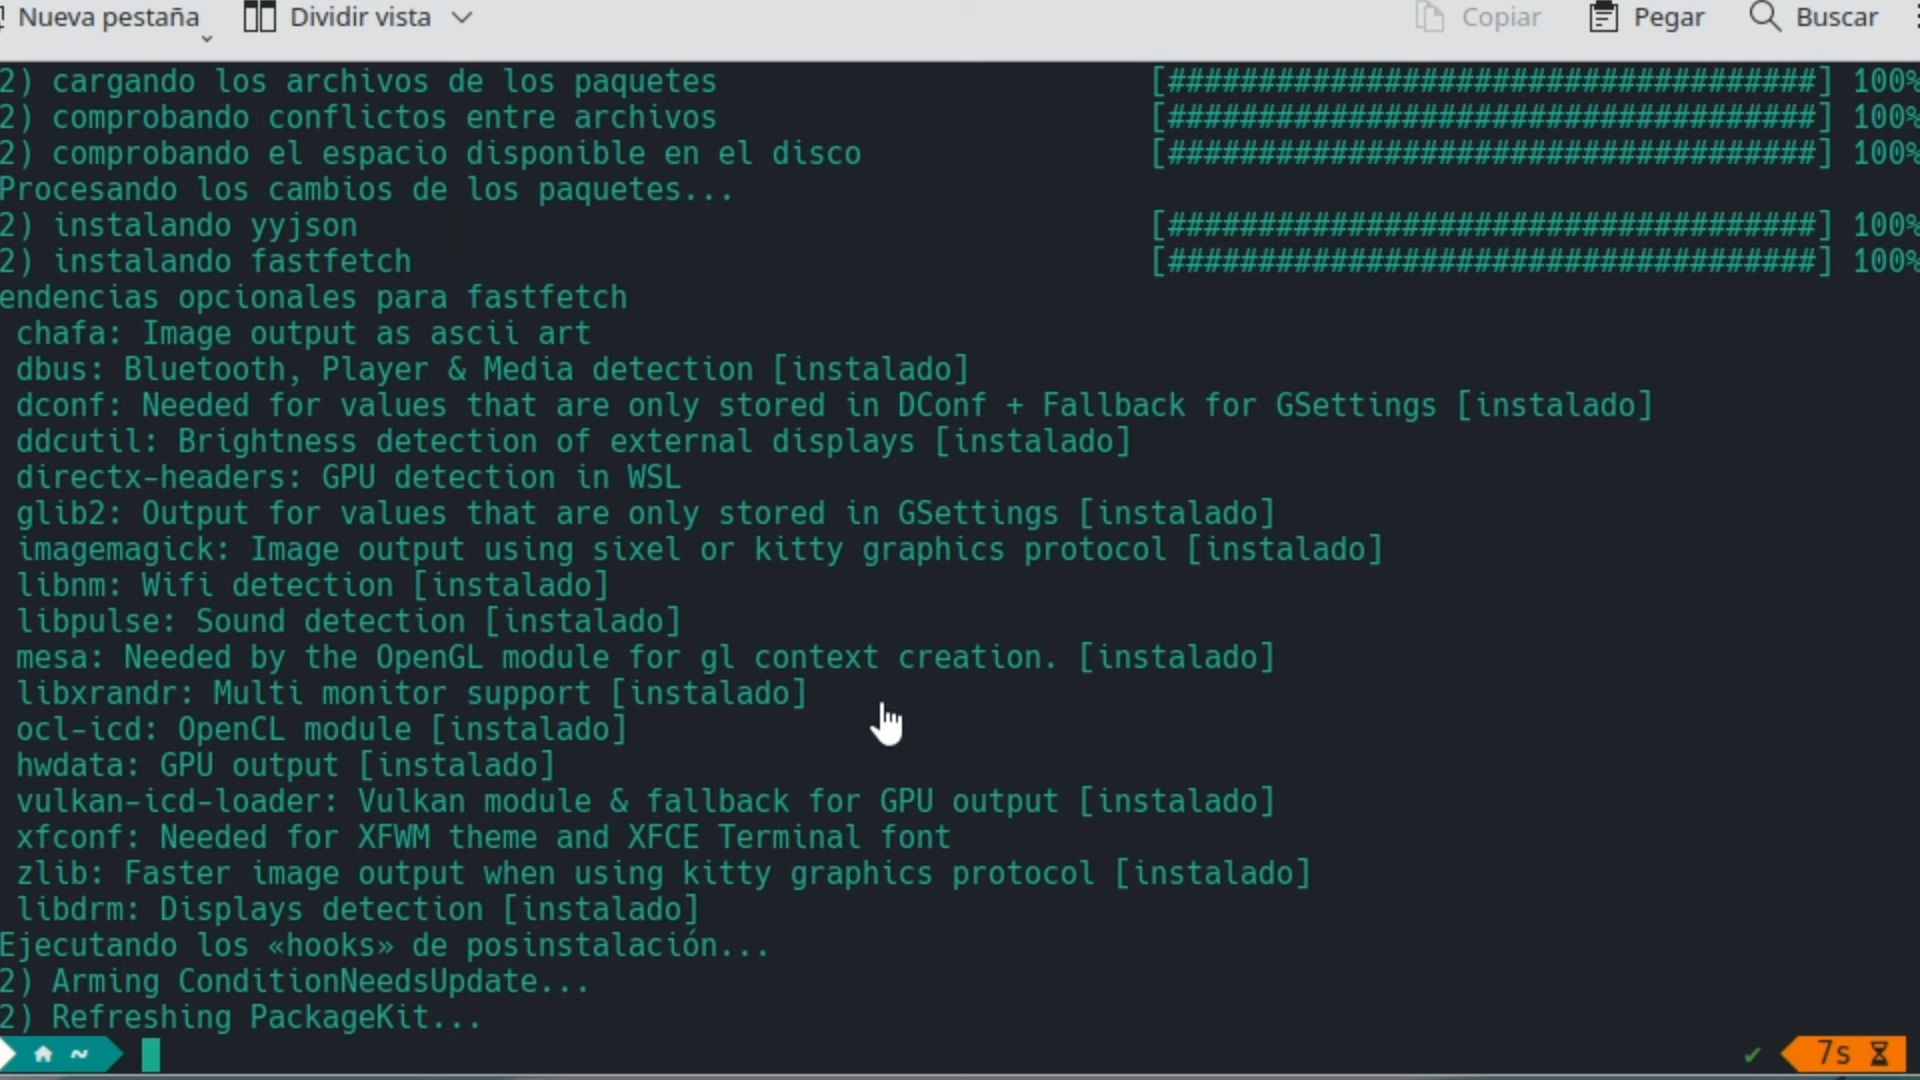 Nueva pestaña Dividir vista Copiar Pegar Buscar
2) cargando los archivos de los paquetes [####################################] 100%
2) comprobando conflictos entre archivos [####################################] 100%
2) comprobando el espacio disponible en el disco [####################################] 100%
Procesando los cambios de los paquetes...
2) instalando yyjson [####################################] 100%
2) instalando fastfetch [####################################] 100%
endencias opcionales para fastfetch
chafa: Image output as ascii art
dbus: Bluetooth, Player & Media detection [instalado]
dconf: Needed for values that are only stored in DConf + Fallback for GSettings [instalado]
ddcutil: Brightness detection of external displays [instalado]
directx-headers: GPU detection in WSL
glib2: Output for values that are only stored in GSettings [instalado]
imagemagick: Image output using sixel or kitty graphics protocol [instalado]
libnm: Wifi detection [instalado]
libpulse: Sound detection [instalado]
mesa: Needed by the OpenGL module for gl context creation. [instalado]
libxrandr: Multi monitor support [instalado]
ocl-icd: OpenCL module [instalado]
hwdata: GPU output [instalado]
vulkan-icd-loader: Vulkan module & fallback for GPU output [instalado]
xfconf: Needed for XFWM theme and XFCE Terminal font
zlib: Faster image output when using kitty graphics protocol [instalado]
libdrm: Displays detection [instalado]
Ejecutando los «hooks» de posinstalación...
2) Arming ConditionNeedsUpdate...
2) Refreshing PackageKit...
~ ✔ 7s